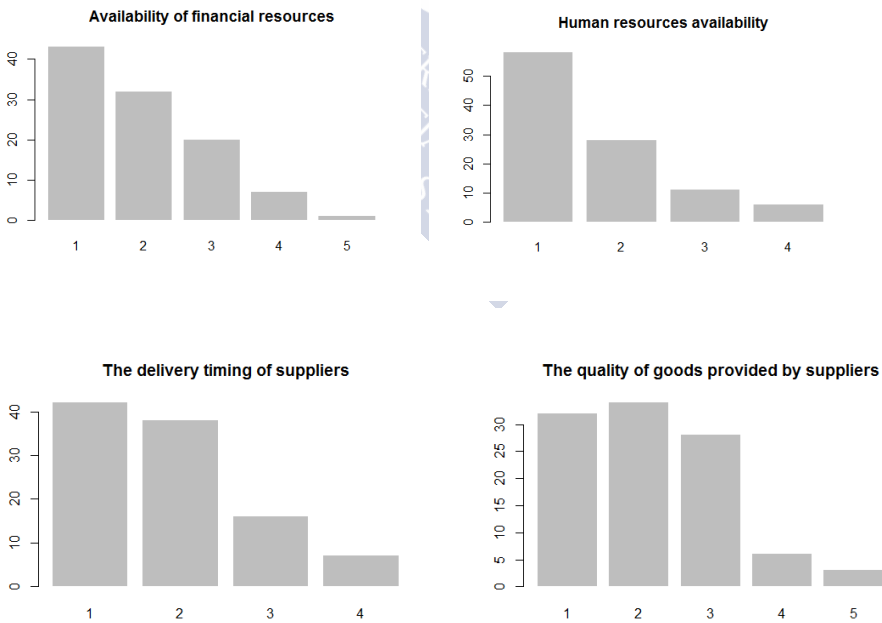 Availability of financial resources
40
30
20
10
0
1 2 3 4 5
Human resources availability
50
40
30
20
10
0
1 2 3 4
The delivery timing of suppliers
40
30
20
10
0
1 2 3 4
The quality of goods provided by suppliers
30
25
20
15
10
5
0
1 2 3 4 5